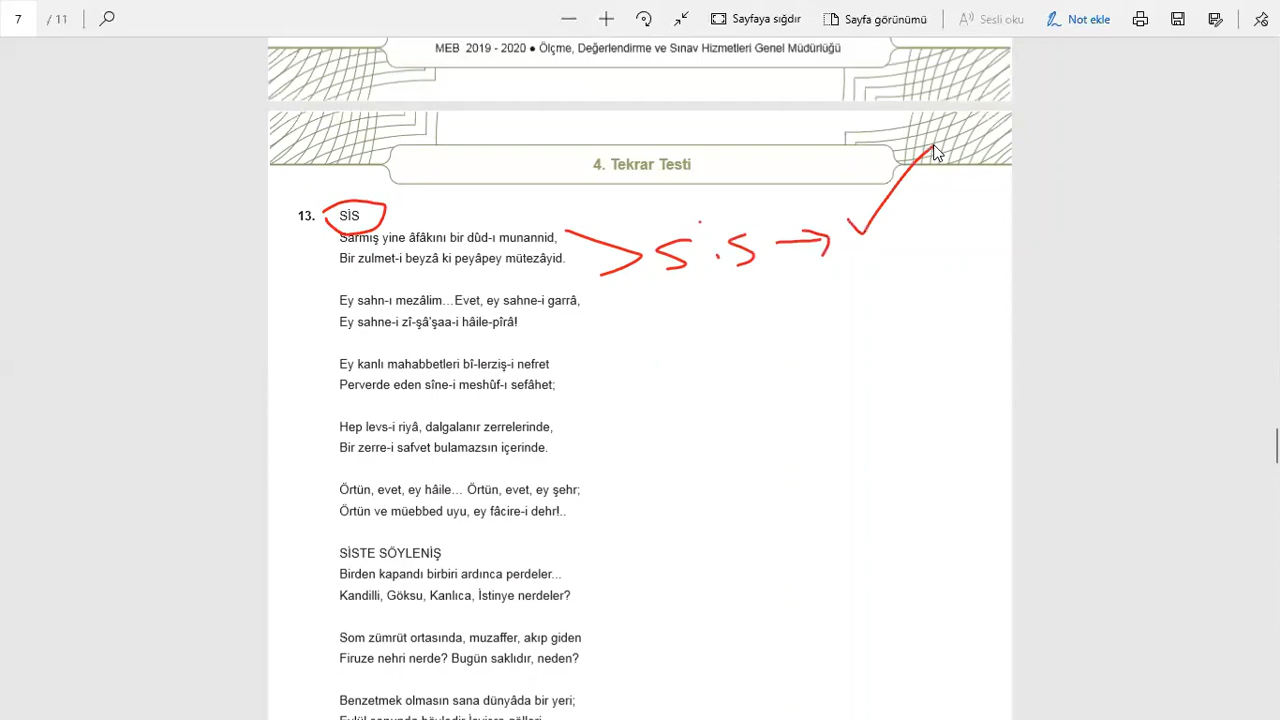 7 / 11 Sayfaya sığdır Sayfa görünümü Sesli oku Not ekle
MEB 2019 - 2020 ● Ölçme, Değerlendirme ve Sınav Hizmetleri Genel Müdürlüğü
4. Tekrar Testi
13. SİS
Sarmış yine âfâkını bir dûd-ı munannid,
Bir zulmet-i beyzâ ki peyâpey mütezâyid.
sis →
Ey sahn-ı mezâlim…Evet, ey sahne-i garrâ,
Ey sahne-i zî-şâ'şaa-i hâile-pîrâ!
Ey kanlı mahabbetleri bî-lerziş-i nefret
Perverde eden sîne-i meshûf-ı sefâhet;
Hep levs-i riyâ, dalgalanır zerrelerinde,
Bir zerre-i safvet bulamazsın içerinde.
Örtün, evet, ey hâile… Örtün, evet, ey şehr;
Örtün ve müebbed uyu, ey fâcire-i dehr!..
SİSTE SÖYLENİŞ
Birden kapandı birbiri ardınca perdeler...
Kandilli, Göksu, Kanlıca, İstinye nerdeler?
Som zümrüt ortasında, muzaffer, akıp giden
Firuze nehri nerde? Bugün saklıdır, neden?
Benzetmek olmasın sana dünyâda bir yeri;
Eylül sonunda böyledir İsviçre gölleri